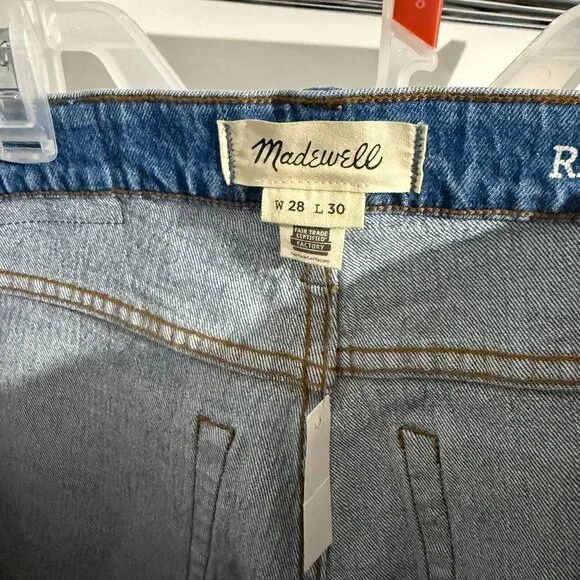 Madewell
W 28 L 30
FAIR TRADE
CERTIFIED
FACTORY